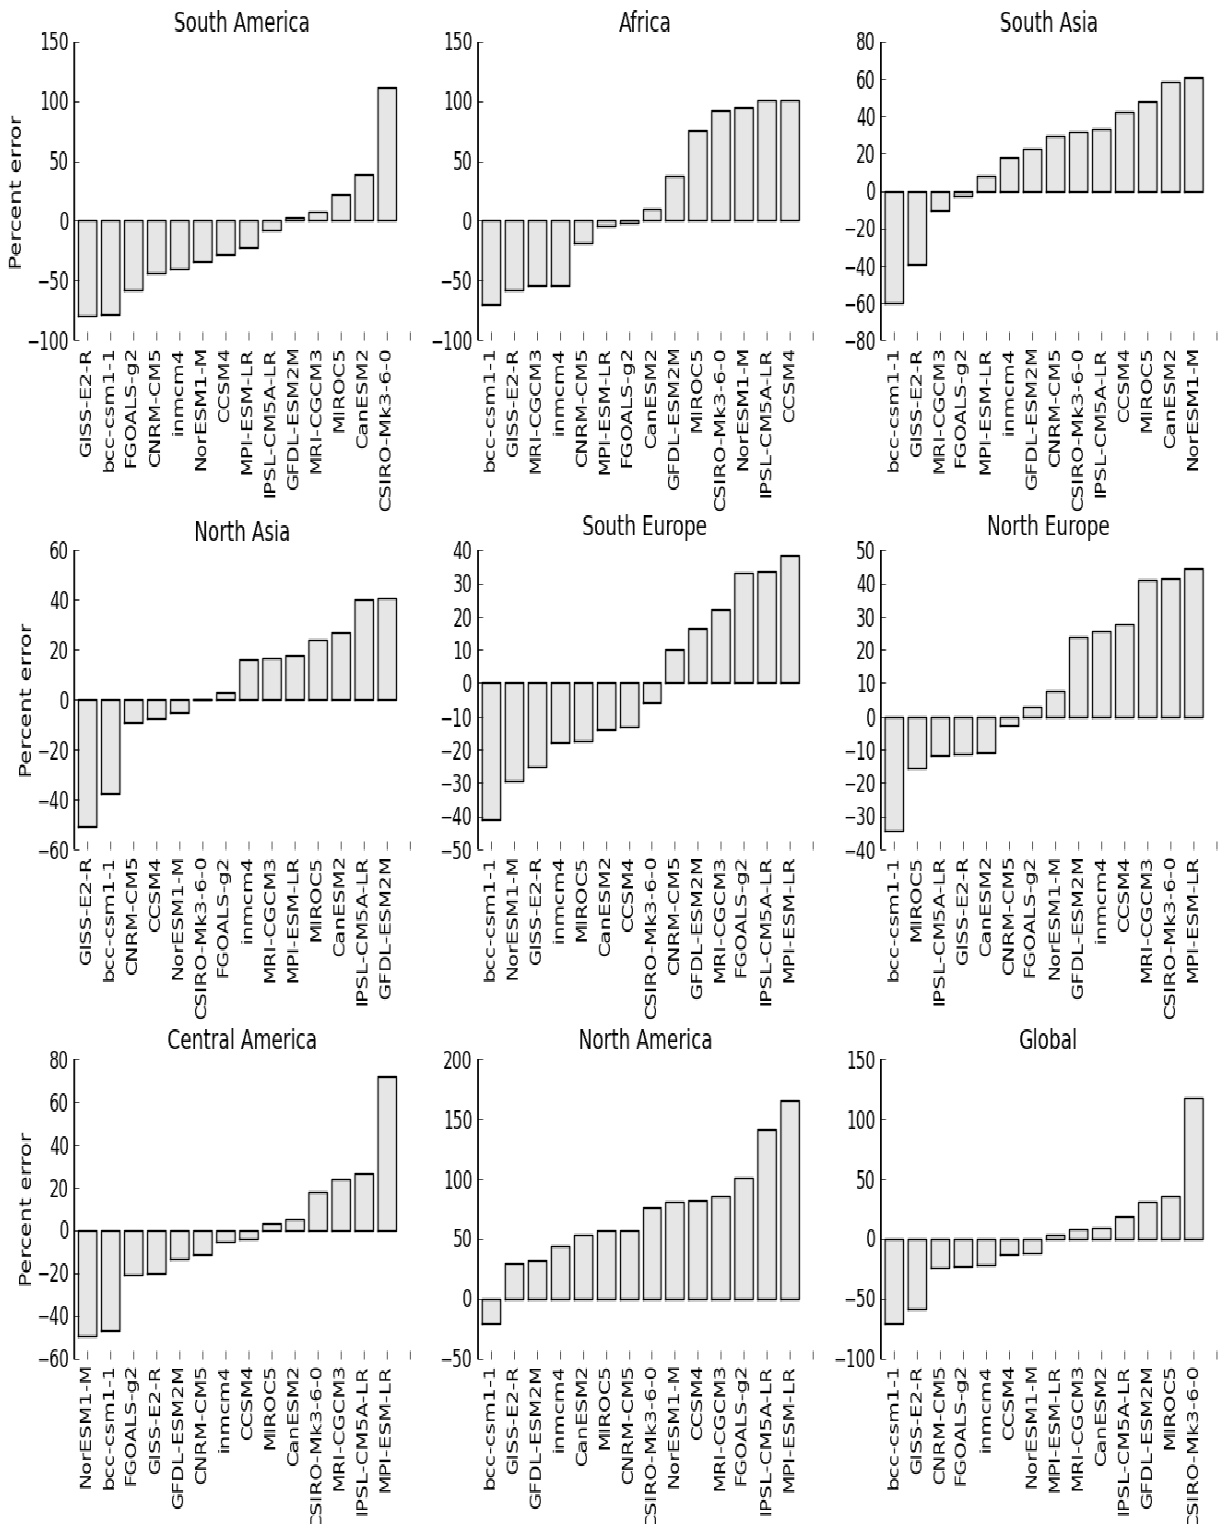 South America
Africa
South Asia
Percent error
150
100
50
0
−50
−100
150
100
50
0
−50
−100
80
60
40
20
0
−20
−40
−60
−80
GISS-E2-R
bcc-csm1-1
FGOALS-g2
CNRM-CM5
inmcm4
NorESM1-M
CCSM4
MPI-ESM-LR
IPSL-CM5A-LR
GFDL-ESM2M
MRI-CGCM3
MIROC5
CanESM2
CSIRO-Mk3-6-0
bcc-csm1-1
GISS-E2-R
MRI-CGCM3
inmcm4
CNRM-CM5
MPI-ESM-LR
FGOALS-g2
CanESM2
GFDL-ESM2M
MIROC5
CSIRO-Mk3-6-0
NorESM1-M
IPSL-CM5A-LR
CCSM4
bcc-csm1-1
GISS-E2-R
MRI-CGCM3
FGOALS-g2
MPI-ESM-LR
inmcm4
GFDL-ESM2M
CNRM-CM5
CSIRO-Mk3-6-0
IPSL-CM5A-LR
CCSM4
MIROC5
CanESM2
NorESM1-M
North Asia
South Europe
North Europe
Percent error
60
40
20
0
−20
−40
−60
40
30
20
10
0
−10
−20
−30
−40
−50
50
40
30
20
10
0
−10
−20
−30
−40
GISS-E2-R
bcc-csm1-1
CNRM-CM5
CCSM4
NorESM1-M
CSIRO-Mk3-6-0
FGOALS-g2
inmcm4
MRI-CGCM3
MPI-ESM-LR
MIROC5
CanESM2
IPSL-CM5A-LR
GFDL-ESM2M
bcc-csm1-1
NorESM1-M
GISS-E2-R
inmcm4
MIROC5
CanESM2
CCSM4
CSIRO-Mk3-6-0
CNRM-CM5
GFDL-ESM2M
MRI-CGCM3
FGOALS-g2
IPSL-CM5A-LR
MPI-ESM-LR
bcc-csm1-1
MIROC5
IPSL-CM5A-LR
GISS-E2-R
CanESM2
CNRM-CM5
FGOALS-g2
NorESM1-M
GFDL-ESM2M
inmcm4
CCSM4
MRI-CGCM3
CSIRO-Mk3-6-0
MPI-ESM-LR
Central America
North America
Global
Percent error
80
60
40
20
0
−20
−40
−60
200
150
100
50
0
−50
150
100
50
0
−50
−100
NorESM1-M
bcc-csm1-1
FGOALS-g2
GISS-E2-R
GFDL-ESM2M
CNRM-CM5
inmcm4
CCSM4
MIROC5
CanESM2
CSIRO-Mk3-6-0
MRI-CGCM3
IPSL-CM5A-LR
MPI-ESM-LR
bcc-csm1-1
GISS-E2-R
GFDL-ESM2M
inmcm4
CanESM2
MIROC5
CNRM-CM5
CSIRO-Mk3-6-0
NorESM1-M
CCSM4
MRI-CGCM3
FGOALS-g2
IPSL-CM5A-LR
MPI-ESM-LR
bcc-csm1-1
GISS-E2-R
CNRM-CM5
FGOALS-g2
inmcm4
CCSM4
NorESM1-M
MPI-ESM-LR
MRI-CGCM3
CanESM2
IPSL-CM5A-LR
GFDL-ESM2M
MIROC5
CSIRO-Mk3-6-0